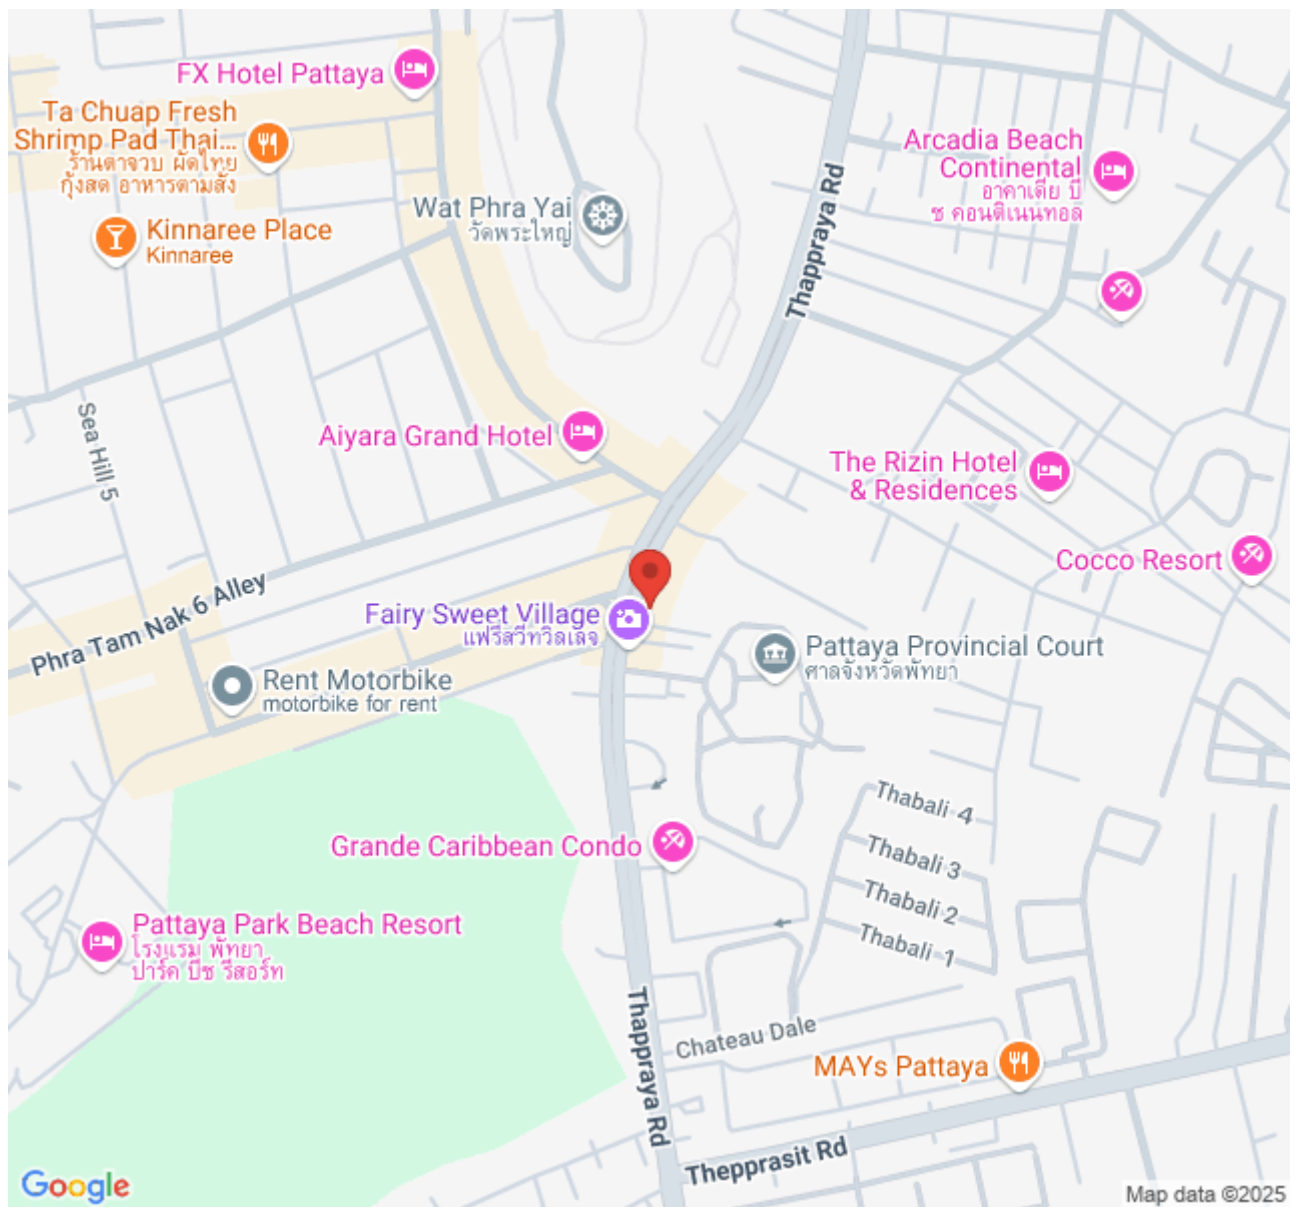 FX Hotel Pattaya
Ta Chuap Fresh
Shrimp Pad Thai...
ร้านตาจวบ ผัดไทย
กุ้งสด อาหารตามสั่ง
Kinnaree Place
Kinnaree
Wat Phra Yai
วัดพระใหญ่
Thappraya Rd
Arcadia Beach
Continental
อาคาเดีย บี
ช คอนติเนนทอล
Sea Hill 5
Aiyara Grand Hotel
The Rizin Hotel
& Residences
Cocco Resort
Phra Tam Nak 6 Alley
Fairy Sweet Village
แฟรี่สวีทวิลเลจ
Pattaya Provincial Court
ศาลจังหวัดพัทยา
Rent Motorbike
motorbike for rent
Thabali 4
Thabali 3
Thabali 2
Thabali 1
Grande Caribbean Condo
Pattaya Park Beach Resort
โรงแรม พัทยา
ปาร์ค บีช รีสอร์ท
Thappraya Rd
Chateau Dale
MAYs Pattaya
Thepprasit Rd
Google
Map data ©2025